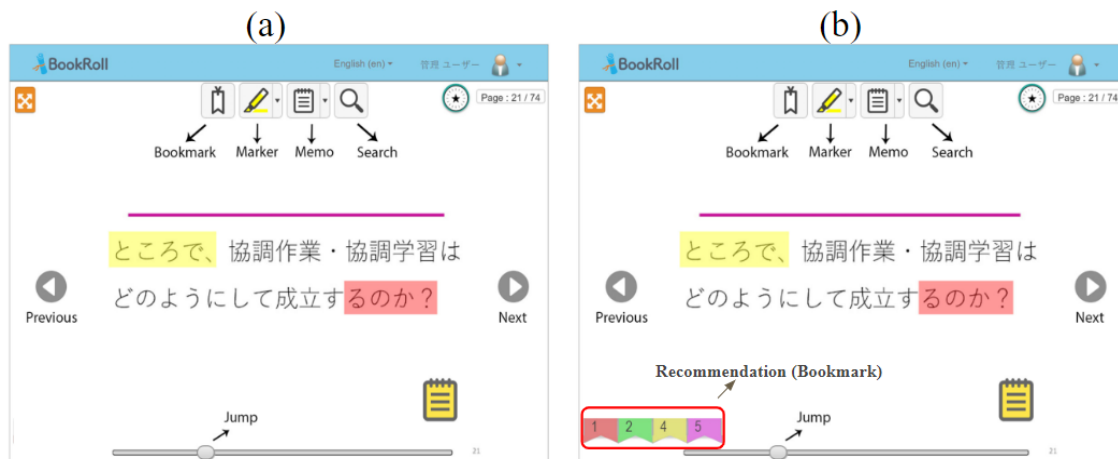 (a)
BookRoll
English (en)
管理 ユーザー
Page : 21 / 74
Bookmark
Marker
Memo
Search
ところで、協調作業・協調学習は
どのようにして成立するのか？
Previous
Next
Jump
21
(b)
BookRoll
English (en)
管理 ユーザー
Page : 21 / 74
Bookmark
Marker
Memo
Search
ところで、協調作業・協調学習は
どのようにして成立するのか？
Previous
Next
Recommendation (Bookmark)
1 2 4 5
Jump
21